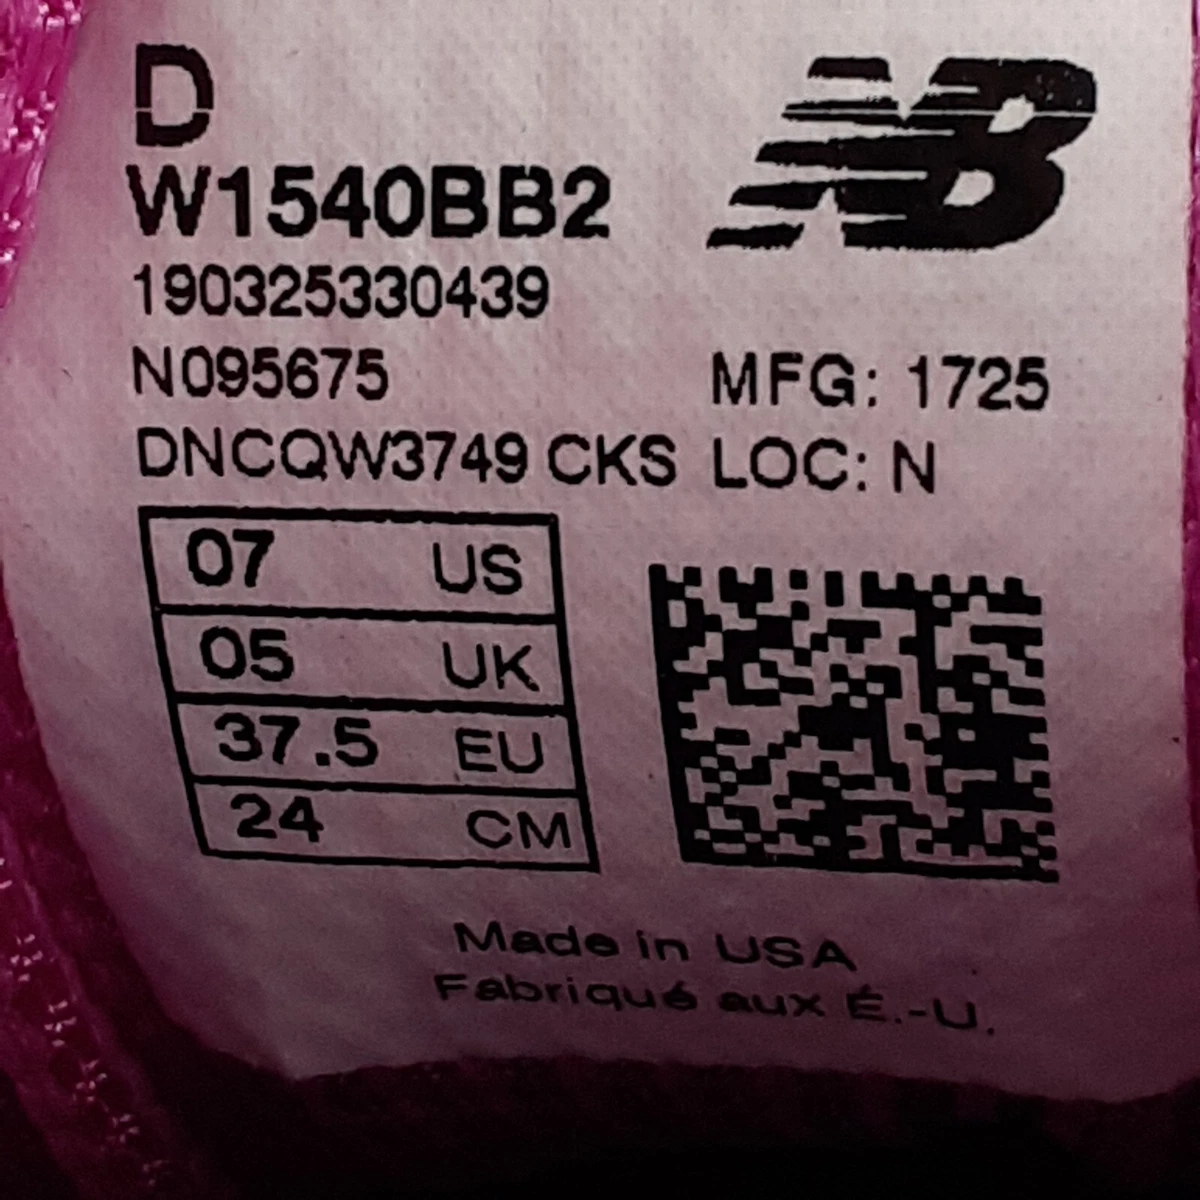 D
NB
W1540BB2
190325330439
N095675 MFG: 1725
DNCQW3749 CKS LOC: N
07 US
05 UK
37.5 EU
24 CM
Made in USA
Fabriqué aux É.-U.